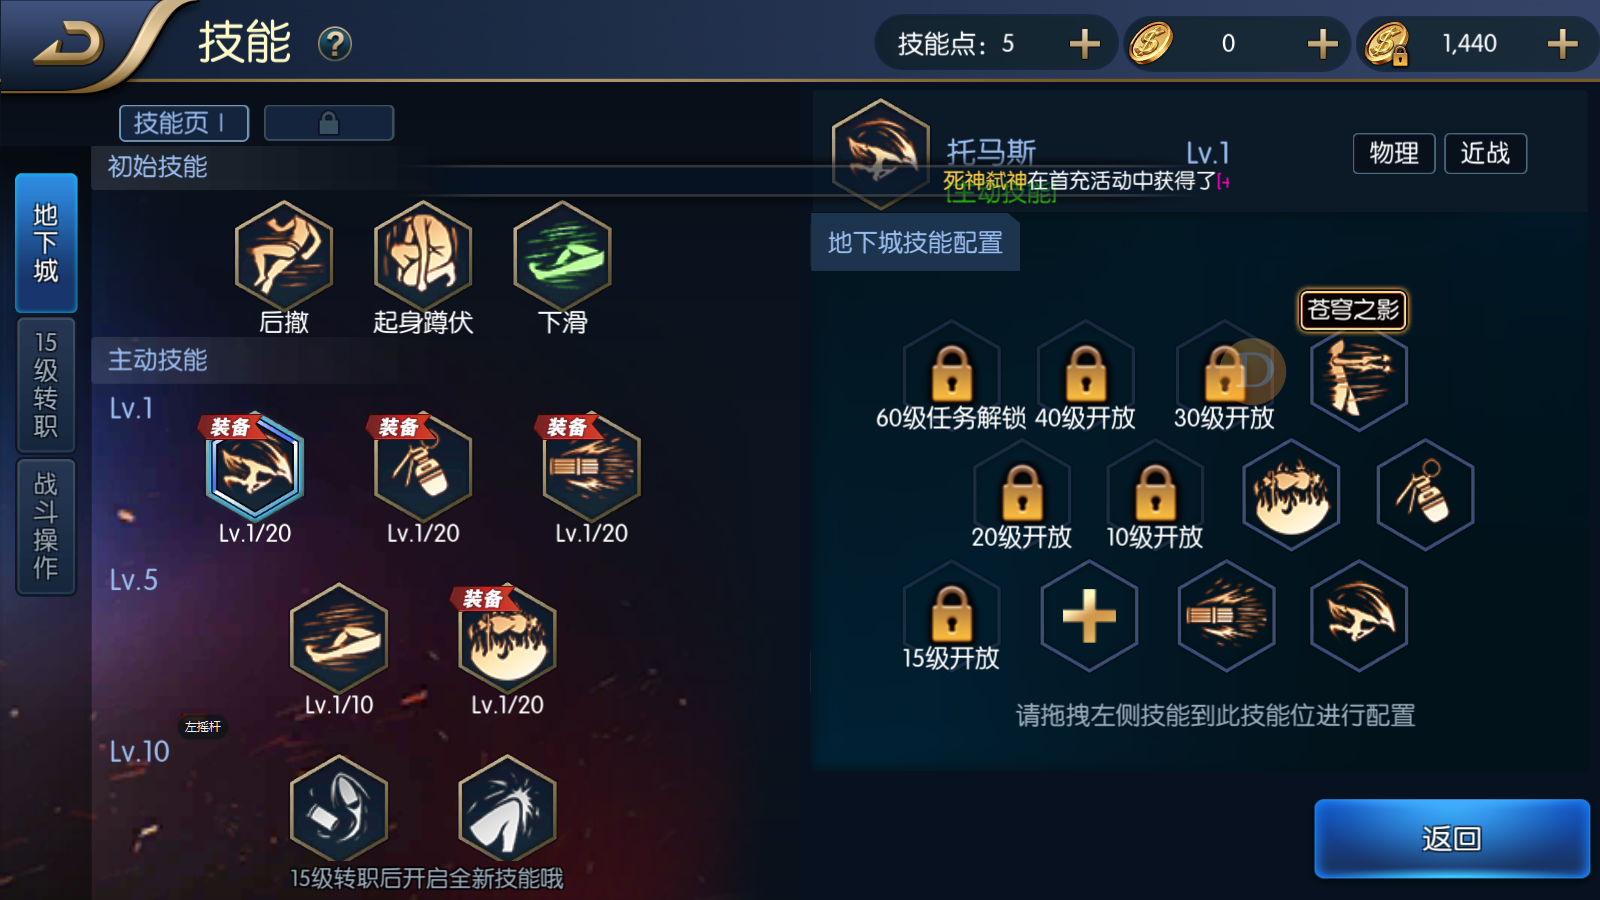 技能
?
技能点：5
0
1,440
技能页 I
初始技能
地下城
15级转职
战斗操作
后撤
起身蹲伏
下滑
主动技能
Lv.1
装备
装备
装备
Lv.1/20
Lv.1/20
Lv.1/20
Lv.5
装备
Lv.1/10
Lv.1/20
左摇杆
Lv.10
15级转职后开启全新技能哦
托马斯
Lv.1
物理
近战
死神弑神在首充活动中获得了[+
[主动技能]
地下城技能配置
苍穹之影
D
60级任务解锁
40级开放
30级开放
20级开放
10级开放
15级开放
请拖拽左侧技能到此技能位进行配置
返回